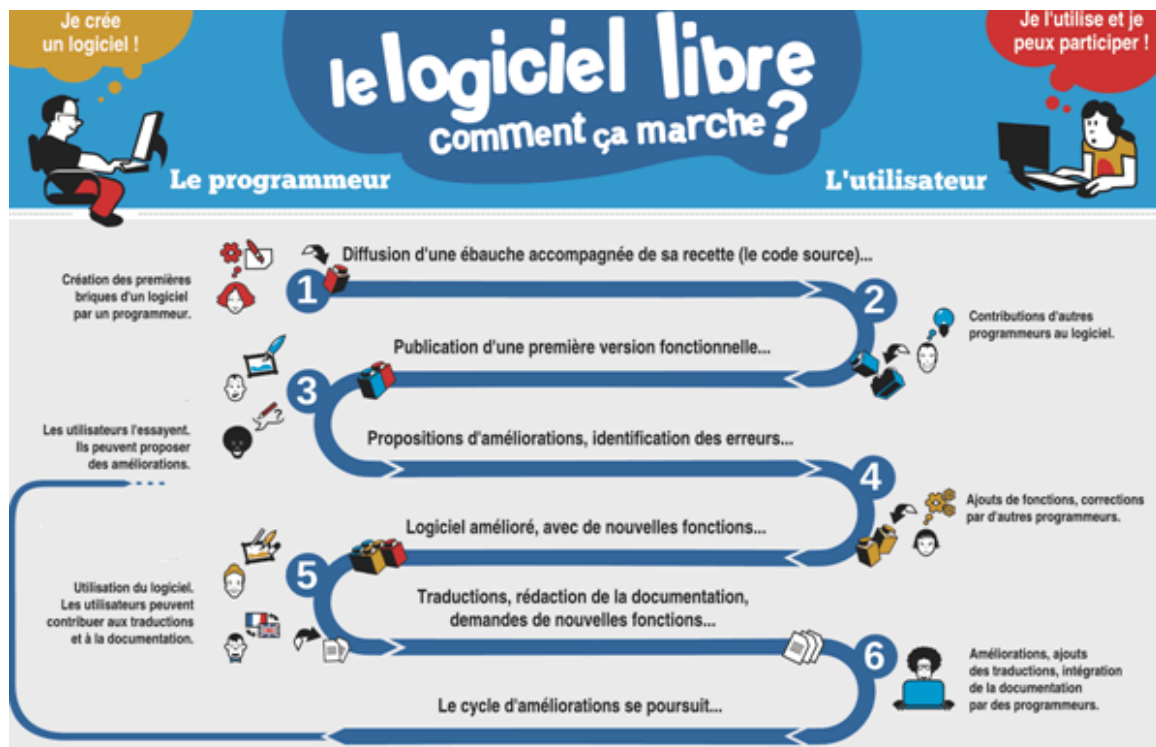 Je crée
un logiciel !
le logiciel libre
comment ça marche ?
Je l'utilise et je
peux participer !
Le programmeur
L'utilisateur
Diffusion d'une ébauche accompagnée de sa recette (le code source)...
Création des premières
briques d'un logiciel
par un programmeur.
1
2
Contributions d'autres
programmeurs au logiciel.
Publication d'une première version fonctionnelle...
3
Les utilisateurs l'essayent.
Ils peuvent proposer
des améliorations.
Propositions d'améliorations, identification des erreurs...
4
Ajouts de fonctions, corrections
par d'autres programmeurs.
Logiciel amélioré, avec de nouvelles fonctions...
5
Utilisation du logiciel.
Les utilisateurs peuvent
contribuer aux traductions
et à la documentation.
Traductions, rédaction de la documentation,
demandes de nouvelles fonctions...
6
Améliorations, ajouts
des traductions, intégration
de la documentation
par des programmeurs.
Le cycle d'améliorations se poursuit...